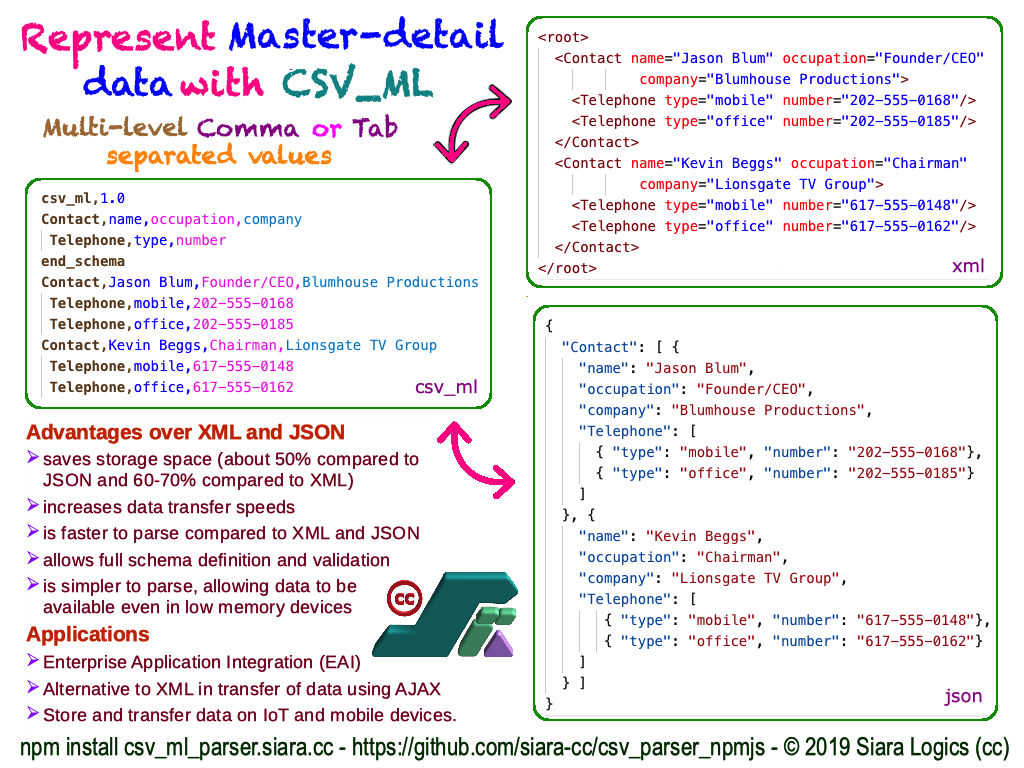 Represent Master-detail
data with CSV_ML
Multi-level Comma or Tab
separated values
csv_ml,1.0
Contact,name,occupation,company
Telephone,type,number
end_schema
Contact,Jason Blum,Founder/CEO,Blumhouse Productions
Telephone,mobile,202-555-0168
Telephone,office,202-555-0185
Contact,Kevin Beggs,Chairman,Lionsgate TV Group
Telephone,mobile,617-555-0148
Telephone,office,617-555-0162
csv_ml
Advantages over XML and JSON
saves storage space (about 50% compared to
JSON and 60-70% compared to XML)
increases data transfer speeds
is faster to parse compared to XML and JSON
allows full schema definition and validation
is simpler to parse, allowing data to be
available even in low memory devices
cc
Applications
Enterprise Application Integration (EAI)
Alternative to XML in transfer of data using AJAX
Store and transfer data on IoT and mobile devices.
<root>
<Contact name="Jason Blum" occupation="Founder/CEO"
company="Blumhouse Productions">
<Telephone type="mobile" number="202-555-0168"/>
<Telephone type="office" number="202-555-0185"/>
</Contact>
<Contact name="Kevin Beggs" occupation="Chairman"
company="Lionsgate TV Group">
<Telephone type="mobile" number="617-555-0148"/>
<Telephone type="office" number="617-555-0162"/>
</Contact>
</root>
xml
{
"Contact": [ {
"name": "Jason Blum",
"occupation": "Founder/CEO",
"company": "Blumhouse Productions",
"Telephone": [
{ "type": "mobile", "number": "202-555-0168"},
{ "type": "office", "number": "202-555-0185"}
]
}, {
"name": "Kevin Beggs",
"occupation": "Chairman",
"company": "Lionsgate TV Group",
"Telephone": [
{ "type": "mobile", "number": "617-555-0148"},
{ "type": "office", "number": "617-555-0162"}
]
} ]
}
json
npm install csv_ml_parser.siara.cc - https://github.com/siara-cc/csv_parser_npmjs - © 2019 Siara Logics (cc)